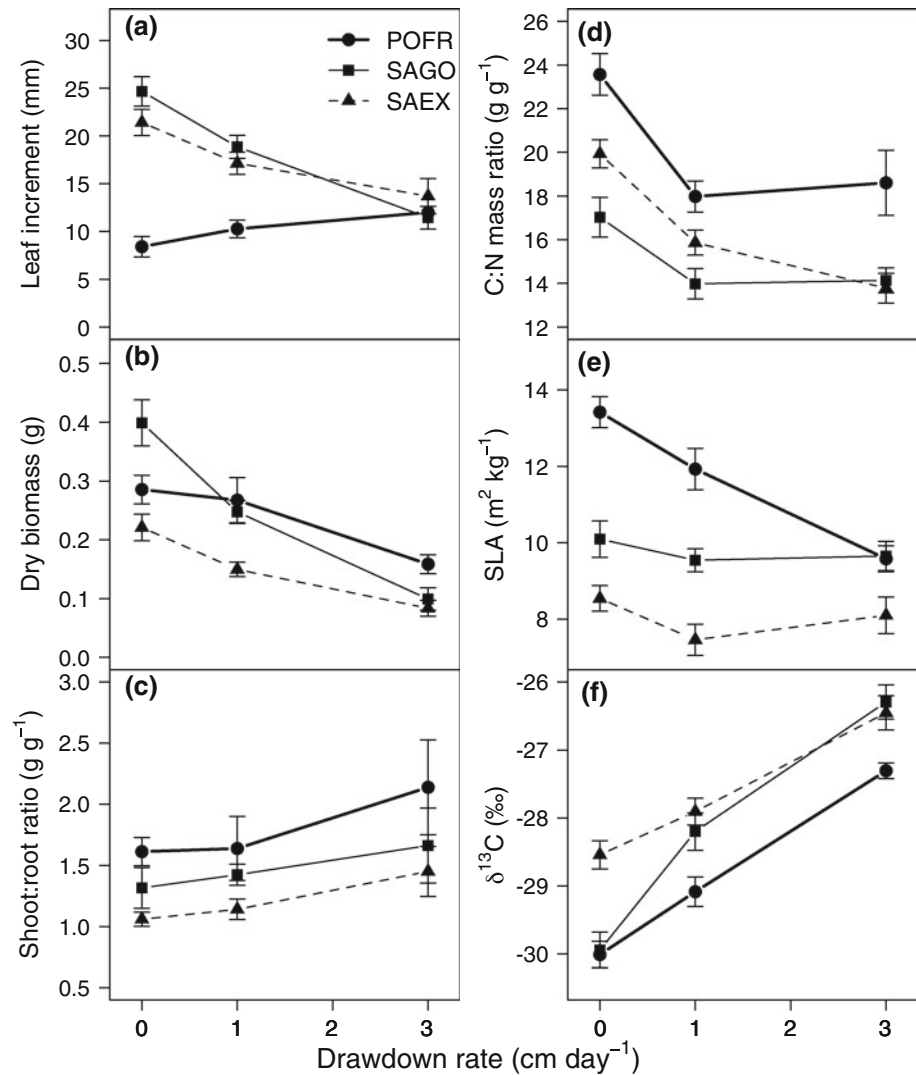 (a)
POFR
SAGO
SAEX
Leaf increment (mm)
30
25
20
15
10
5
0
(b)
Dry biomass (g)
0.5
0.4
0.3
0.2
0.1
0.0
(c)
Shoot:root ratio (g g⁻¹)
3.0
2.5
2.0
1.5
1.0
0.5
0 1 2 3
(d)
C:N mass ratio (g g⁻¹)
26
24
22
20
18
16
14
12
(e)
SLA (m² kg⁻¹)
14
12
10
8
(f)
δ¹³C (‰)
-26
-27
-28
-29
-30
0 1 2 3
Drawdown rate (cm day⁻¹)